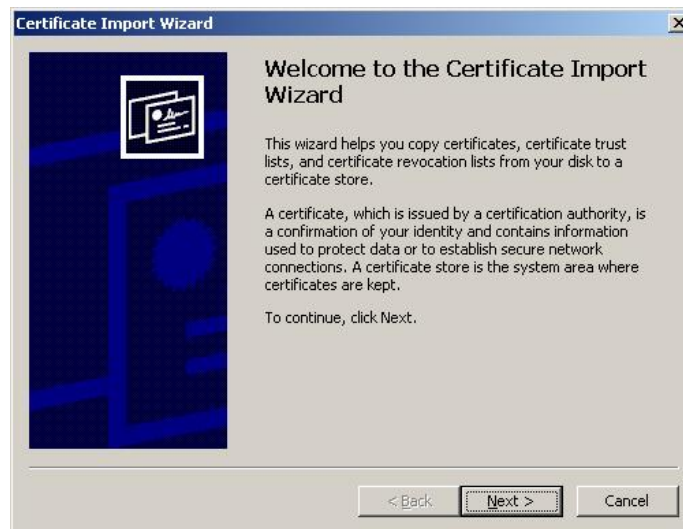 Certificate Import Wizard
Welcome to the Certificate Import
Wizard
This wizard helps you copy certificates, certificate trust
lists, and certificate revocation lists from your disk to a
certificate store.
A certificate, which is issued by a certification authority, is
a confirmation of your identity and contains information
used to protect data or to establish secure network
connections. A certificate store is the system area where
certificates are kept.
To continue, click Next.
< Back Next > Cancel